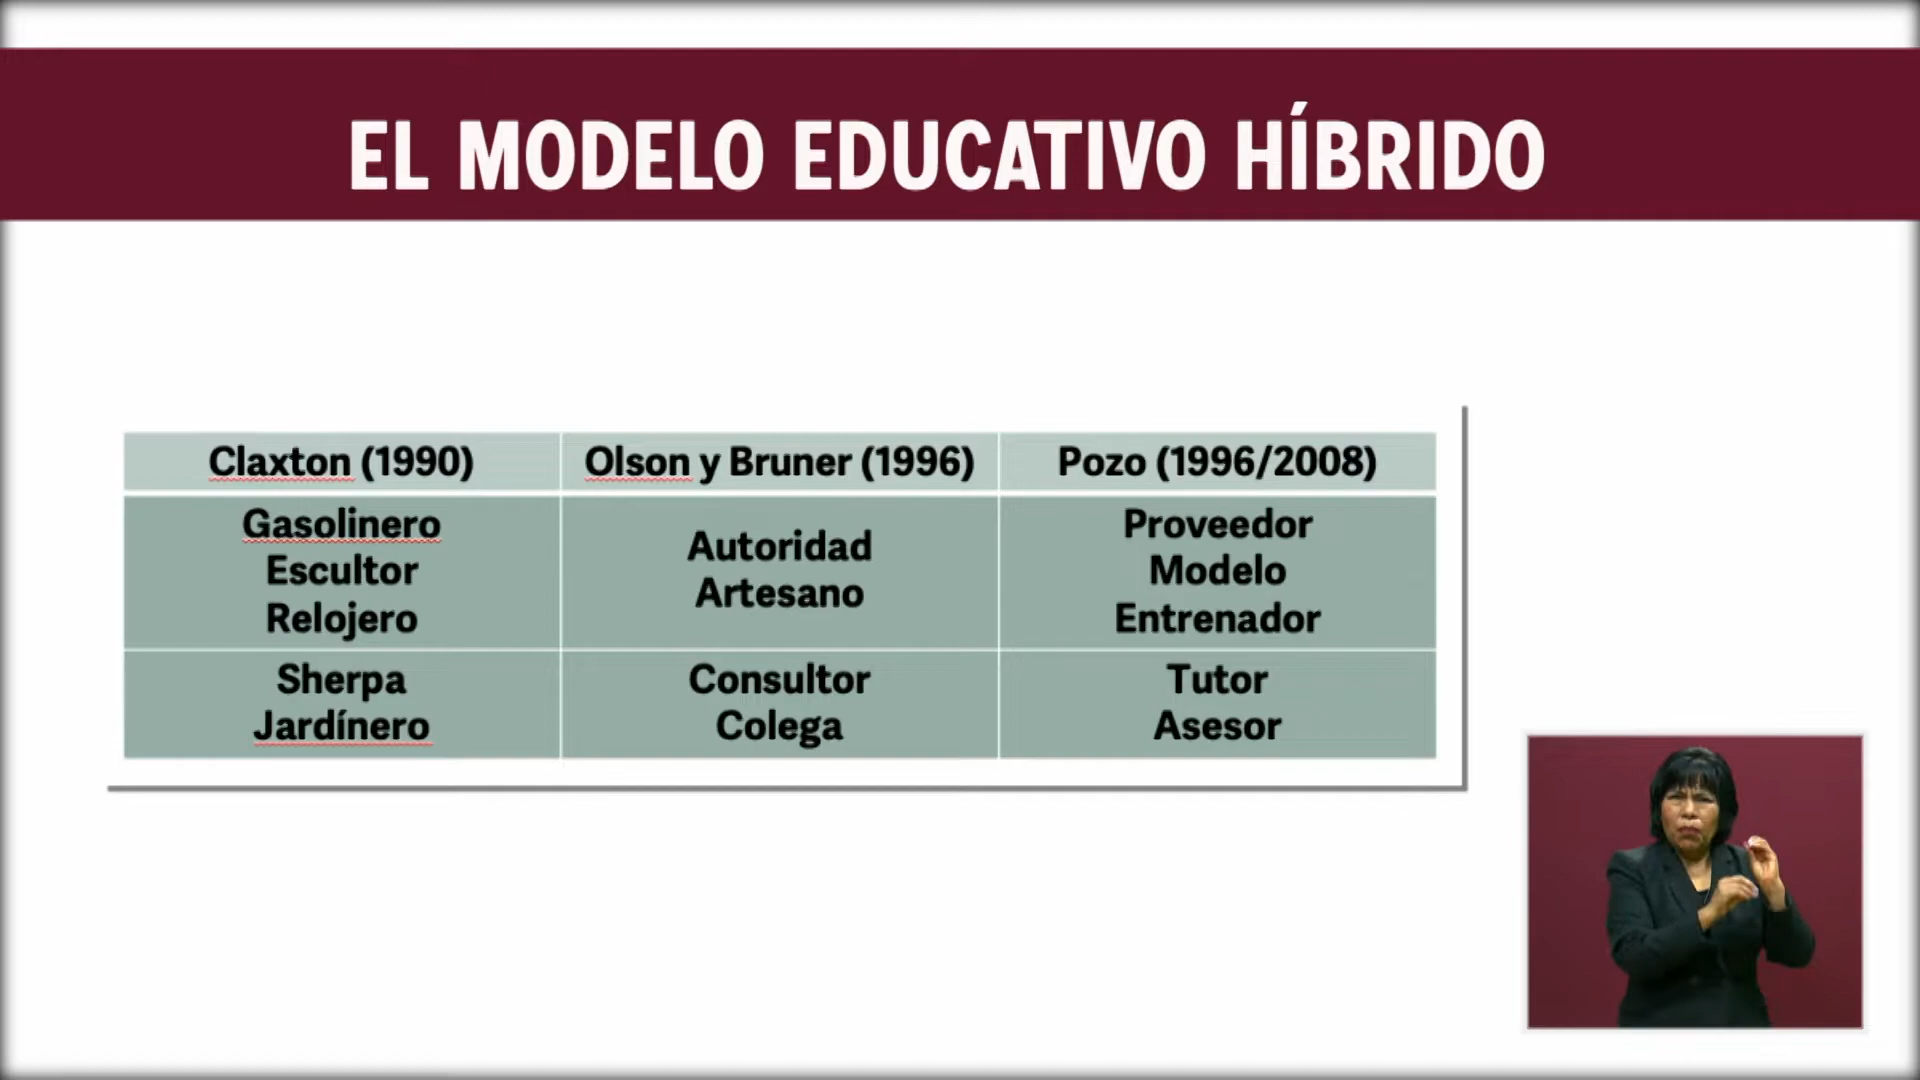 EL MODELO EDUCATIVO HÍBRIDO
Claxton (1990)
Olson y Bruner (1996)
Pozo (1996/2008)
Gasolinero
Escultor
Relojero
Autoridad
Artesano
Proveedor
Modelo
Entrenador
Sherpa
Jardínero
Consultor
Colega
Tutor
Asesor